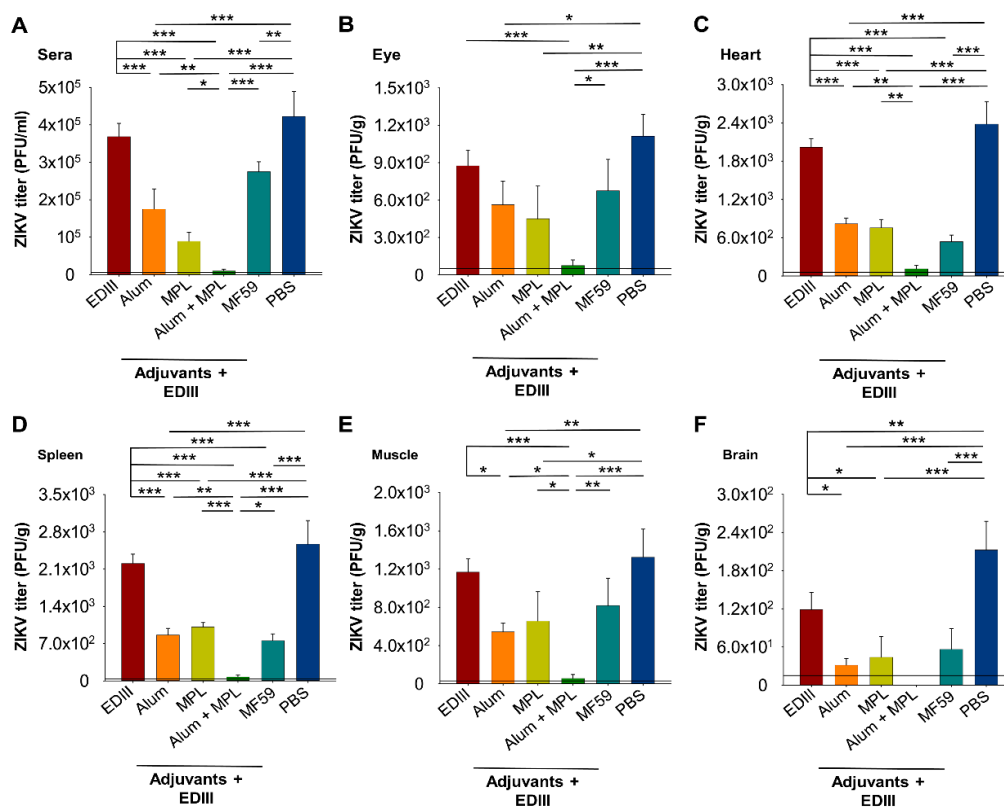 A
Sera
***
***
**
***
***
***
**
***
*
***
ZIKV titer (PFU/ml)
5x10⁵
4x10⁵
3x10⁵
2x10⁵
10⁵
0
EDIII
Alum
MPL
Alum + MPL
MF59
PBS
Adjuvants +
EDIII
B
Eye
*
***
**
***
*
ZIKV titer (PFU/g)
1.5x10³
1.2x10³
9.0x10²
6.0x10²
3.0x10²
0
EDIII
Alum
MPL
Alum + MPL
MF59
PBS
Adjuvants +
EDIII
C
Heart
***
***
***
***
***
***
***
**
***
**
ZIKV titer (PFU/g)
3.0x10³
2.4x10³
1.8x10³
1.2x10³
6.0x10²
0
EDIII
Alum
MPL
Alum + MPL
MF59
PBS
Adjuvants +
EDIII
D
Spleen
***
***
***
***
***
***
***
**
***
***
*
ZIKV titer (PFU/g)
3.5x10³
2.8x10³
2.1x10³
1.4x10³
7.0x10²
0
EDIII
Alum
MPL
Alum + MPL
MF59
PBS
Adjuvants +
EDIII
E
Muscle
**
***
*
*
*
***
*
**
ZIKV titer (PFU/g)
2.0x10³
1.6x10³
1.2x10³
8.0x10²
4.0x10²
0
EDIII
Alum
MPL
Alum + MPL
MF59
PBS
Adjuvants +
EDIII
F
Brain
**
***
***
*
***
*
ZIKV titer (PFU/g)
3.0x10²
2.4x10²
1.8x10²
1.2x10²
6.0x10¹
0
EDIII
Alum
MPL
Alum + MPL
MF59
PBS
Adjuvants +
EDIII